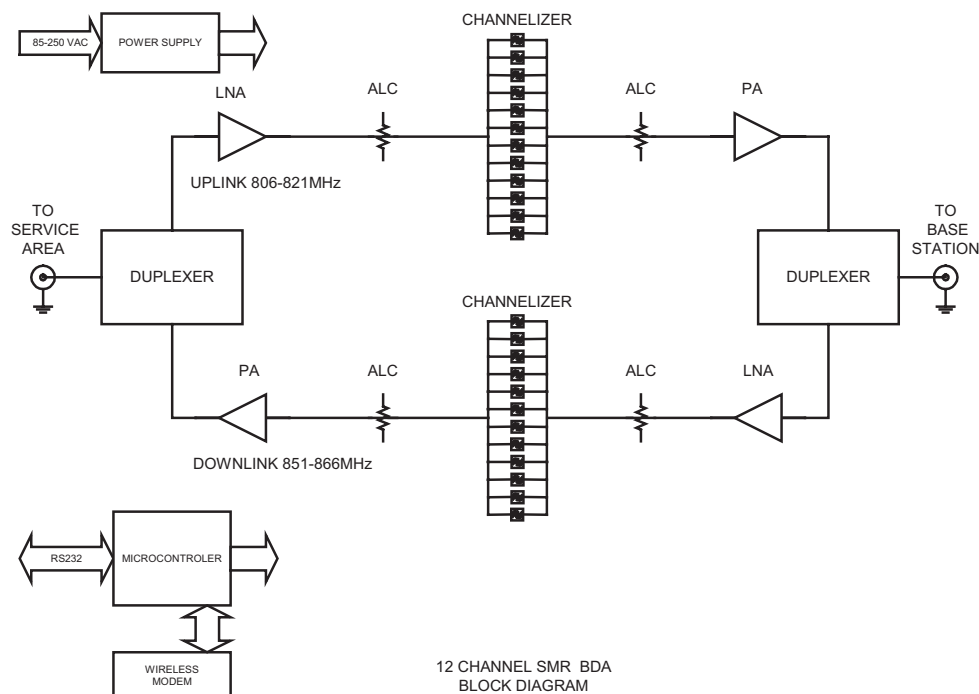 CHANNELIZER
85-250 VAC
POWER SUPPLY
LNA
ALC
ALC
PA
UPLINK 806-821MHz
TO
SERVICE
AREA
TO
BASE
STATION
DUPLEXER
DUPLEXER
CHANNELIZER
PA
ALC
ALC
LNA
DOWNLINK 851-866MHz
RS232
MICROCONTROLER
WIRELESS
MODEM
12 CHANNEL SMR BDA
BLOCK DIAGRAM